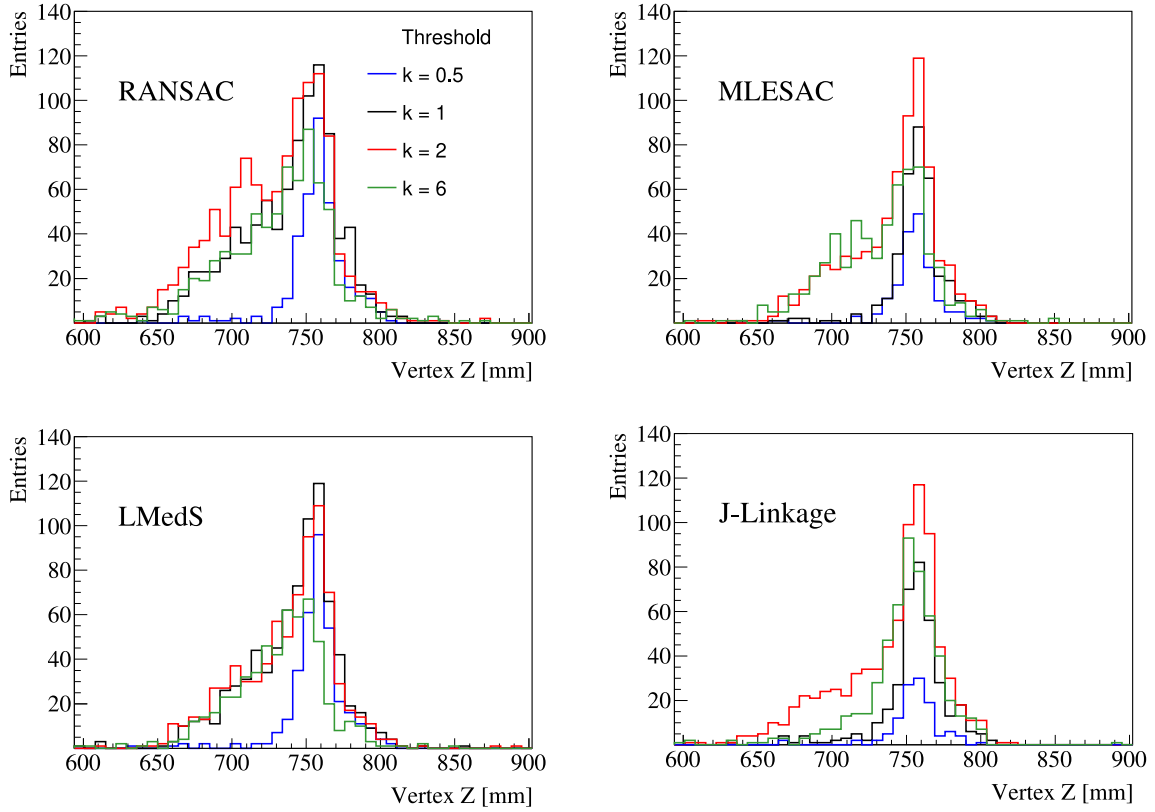 Entries
140
120
100
80
60
40
20
600 650 700 750 800 850 900
Vertex Z [mm]
RANSAC
Threshold
k = 0.5
k = 1
k = 2
k = 6
Entries
140
120
100
80
60
40
20
600 650 700 750 800 850 900
Vertex Z [mm]
MLESAC
Entries
140
120
100
80
60
40
20
600 650 700 750 800 850 900
Vertex Z [mm]
LMedS
Entries
140
120
100
80
60
40
20
600 650 700 750 800 850 900
Vertex Z [mm]
J-Linkage